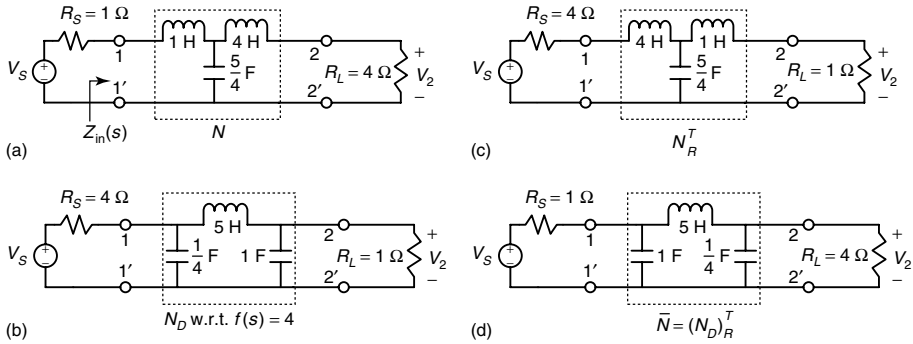 R_S = 1 Ω
1 H
4 H
1
2
+
V_S
+
−
5/4 F
R_L = 4 Ω
V_2
1′
2′
−
Z_in(s)
N
(a)
R_S = 4 Ω
4 H
1 H
1
2
+
V_S
+
−
5/4 F
R_L = 1 Ω
V_2
1′
2′
−
N_R^T
(c)
R_S = 4 Ω
1
5 H
2
+
V_S
+
−
1/4 F
1 F
R_L = 1 Ω
V_2
1′
2′
−
N_D w.r.t. f(s) = 4
(b)
R_S = 1 Ω
1
5 H
2
+
V_S
+
−
1 F
1/4 F
R_L = 4 Ω
V_2
1′
2′
−
N̄ = (N_D)_R^T
(d)